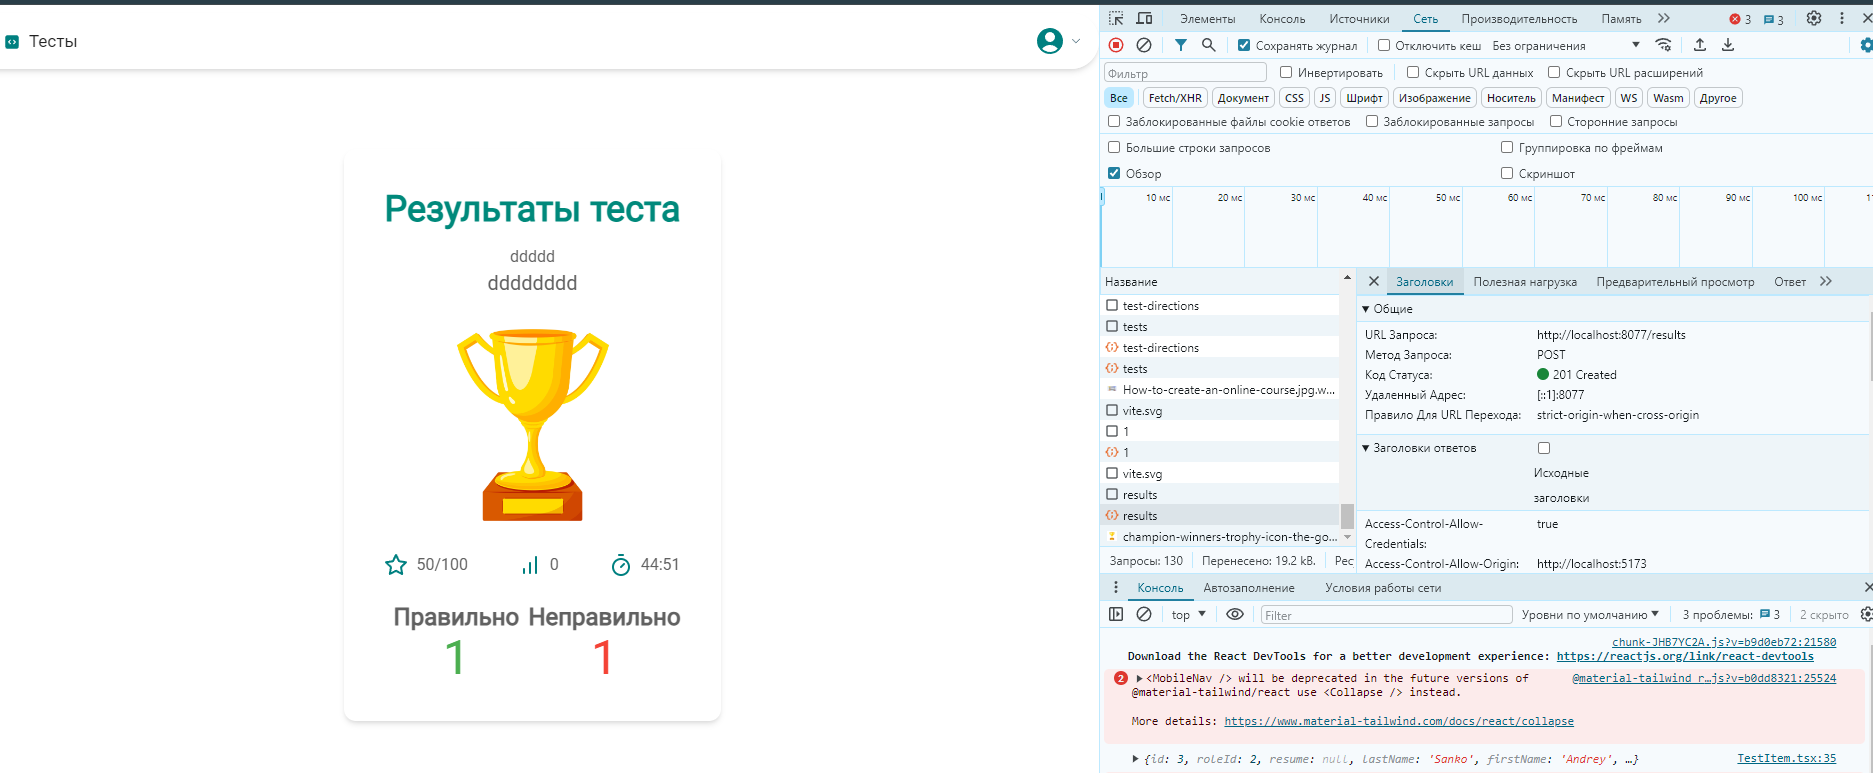 Тесты
Результаты теста
ddddd
dddddddd
50/100 0 44:51
Правильно Неправильно
1 1
Элементы Консоль Источники Сеть Производительность Память 3 3
Сохранять журнал Отключить кеш Без ограничения
Фильтр Инвертировать Скрыть URL данных Скрыть URL расширений
Все Fetch/XHR Документ CSS JS Шрифт Изображение Носитель Манифест WS Wasm Другое
Заблокированные файлы cookie ответов Заблокированные запросы Сторонние запросы
Большие строки запросов Группировка по фреймам
Обзор Скриншот
10 мс 20 мс 30 мс 40 мс 50 мс 60 мс 70 мс 80 мс 90 мс 100 мс 11
Название
test-directions
tests
test-directions
tests
How-to-create-an-online-course.jpg.w...
vite.svg
1
1
vite.svg
results
results
champion-winners-trophy-icon-the-go...
Запросы: 130 Перенесено: 19.2 kB. Рес
Заголовки Полезная нагрузка Предварительный просмотр Ответ
Общие
URL Запроса: http://localhost:8077/results
Метод Запроса: POST
Код Статуса: 201 Created
Удаленный Адрес: [::1]:8077
Правило Для URL Перехода: strict-origin-when-cross-origin
Заголовки ответов
Исходные
заголовки
Access-Control-Allow- true
Credentials:
Access-Control-Allow-Origin: http://localhost:5173
Консоль Автозаполнение Условия работы сети
top Filter Уровни по умолчанию 3 проблемы: 3 2 скрыто
chunk-JHB7YC2A.js?v=b9d0eb72:21580
Download the React DevTools for a better development experience: https://reactjs.org/link/react-devtools
2 <MobileNav /> will be deprecated in the future versions of @material-tailwind r…js?v=b0dd8321:25524
@material-tailwind/react use <Collapse /> instead.
More details: https://www.material-tailwind.com/docs/react/collapse
{id: 3, roleId: 2, resume: null, lastName: 'Sanko', firstName: 'Andrey', …} TestItem.tsx:35